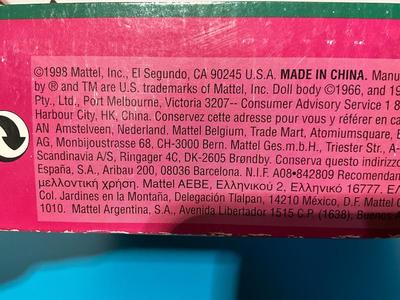 ©1998 Mattel, Inc., El Segundo, CA 90245 U.S.A. MADE IN CHINA. Manu
by ® and TM are U.S. trademarks of Mattel, Inc. Doll body ©1966, and 19
Pty., Ltd., Port Melbourne, Victoria 3207-- Consumer Advisory Service 1 8
Harbour City, HK, China. Conservez cette adresse pour vous y référer en ca
AN Amstelveen, Nederland. Mattel Belgium, Trade Mart, Atomiumsquare, B
AG, Monbijoustrasse 68, CH-3000 Bern. Mattel Ges.m.b.H., Triester Str., A-
Scandinavia A/S, Ringager 4C, DK-2605 Brøndby. Conserva questo indirizzo
España, S.A., Aribau 200, 08036 Barcelona. N.I.F. A08•842809 Recomendan
μελλοντική χρήση. Mattel AEBE, Ελληνικού 2, Ελληνικό 16777. ΕΛ
Col. Jardines en la Montaña, Delegación Tlalpan, 14210 México, D.F. Mattel C
1010. Mattel Argentina, S.A., Avenida Libertador 1515 C.P. (1638), Buenos A